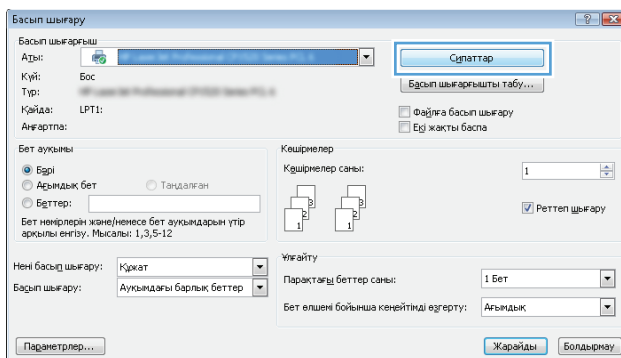 Басып шығару
Басып шығарғыш
Аты:
Сипаттар
Күй: Бос
Түр:
Басып шығарғышты табу...
Қайда: LPT1:
Файлға басып шығару
Аңғартпа:
Екі жақты баспа
Бет ауқымы
Бәрі
Ағымдық бет Таңдалған
Беттер:
Бет нөмірлерін және/немесе бет ауқымдарын үтір
арқылы енгізу. Мысалы: 1,3,5-12
Көшірмелер
Көшірмелер саны: 1
Реттеп шығару
Нені басып шығару: Құжат
Басып шығару: Ауқымдағы барлық беттер
Ұлғайту
Парақтағы беттер саны: 1 Бет
Бет өлшемі бойынша кеңейтімді өзгерту: Ағымдық
Параметрлер...
Жарайды
Болдырмау